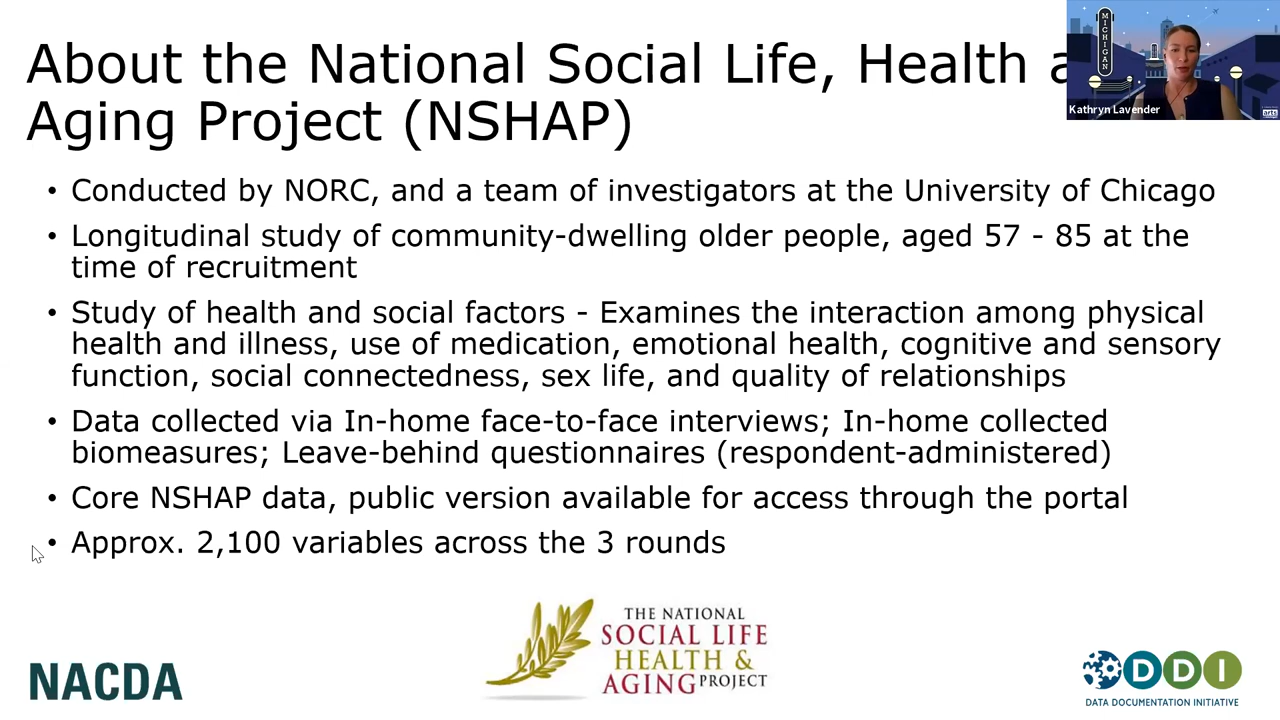 About the National Social Life, Health a
Aging Project (NSHAP)
MICHIGAN
Kathryn Lavender
arts
• Conducted by NORC, and a team of investigators at the University of Chicago
• Longitudinal study of community-dwelling older people, aged 57 - 85 at the
time of recruitment
• Study of health and social factors - Examines the interaction among physical
health and illness, use of medication, emotional health, cognitive and sensory
function, social connectedness, sex life, and quality of relationships
• Data collected via In-home face-to-face interviews; In-home collected
biomeasures; Leave-behind questionnaires (respondent-administered)
• Core NSHAP data, public version available for access through the portal
• Approx. 2,100 variables across the 3 rounds
NACDA
THE NATIONAL
SOCIAL LIFE
HEALTH &
AGING PROJECT
DDI
DATA DOCUMENTATION INITIATIVE